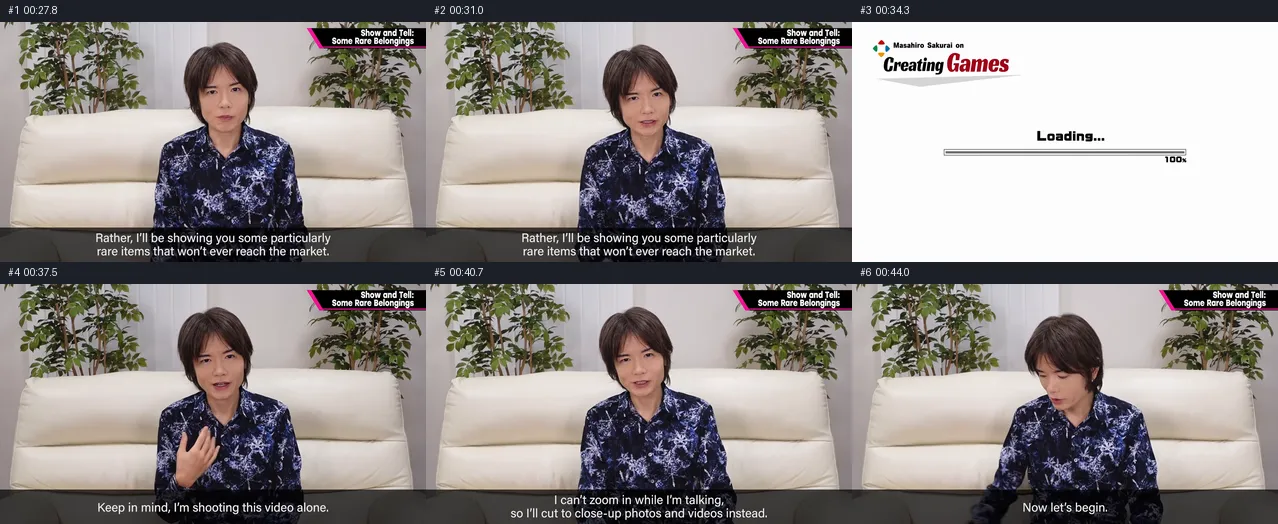 #1 00:27.8
Show and Tell:
Some Rare Belongings
Rather, I'll be showing you some particularly
rare items that won't ever reach the market.
#2 00:31.0
Show and Tell:
Some Rare Belongings
Rather, I'll be showing you some particularly
rare items that won't ever reach the market.
#3 00:34.3
Masahiro Sakurai on
Creating Games
Loading...
100%
#4 00:37.5
Show and Tell:
Some Rare Belongings
Keep in mind, I'm shooting this video alone.
#5 00:40.7
Show and Tell:
Some Rare Belongings
I can't zoom in while I'm talking,
so I'll cut to close-up photos and videos instead.
#6 00:44.0
Show and Tell:
Some Rare Belongings
Now let's begin.